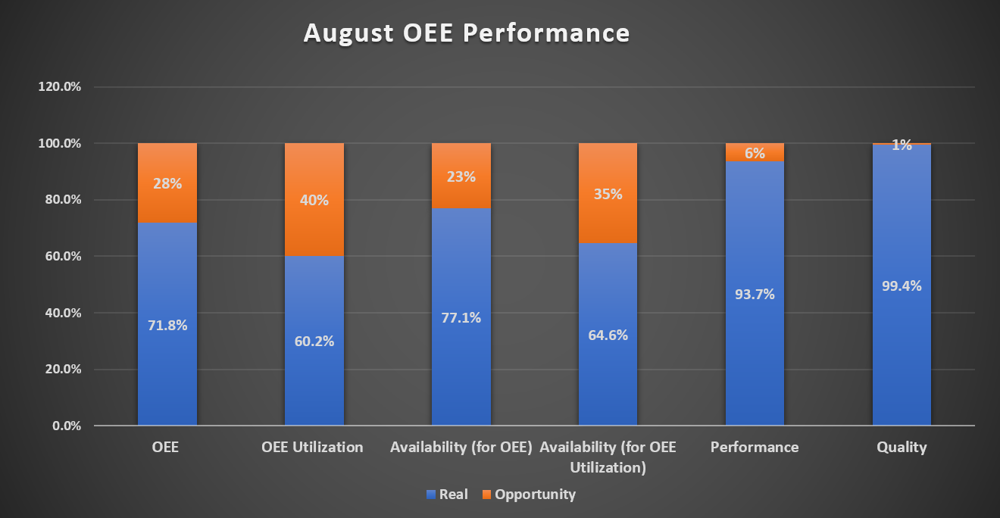 August OEE Performance
120.0%
100.0%
80.0%
60.0%
40.0%
20.0%
0.0%
28%
40%
23%
35%
6%
1%
71.8%
60.2%
77.1%
64.6%
93.7%
99.4%
OEE
OEE Utilization
Availability (for OEE)
Availability (for OEE
Utilization)
Performance
Quality
Real
Opportunity